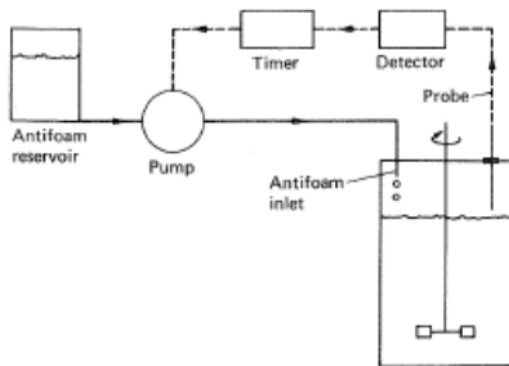 Timer
Detector
Probe
Antifoam
reservoir
Pump
Antifoam
inlet